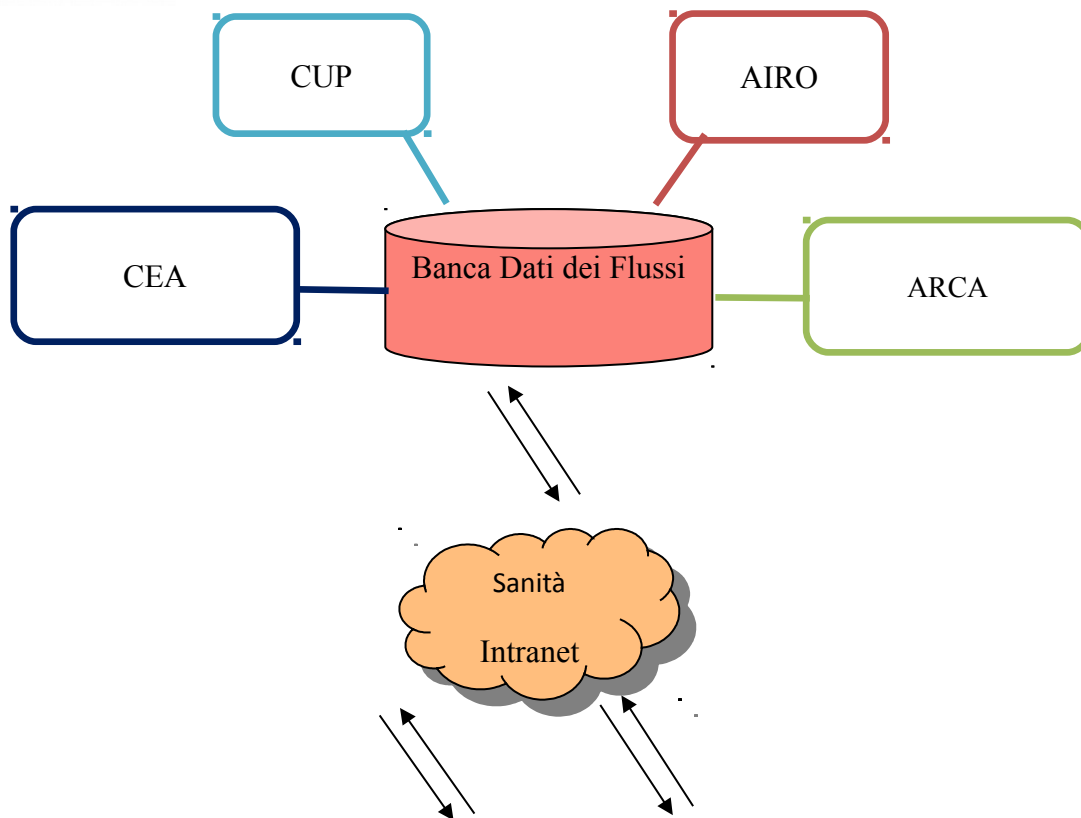 CUP
AIRO
CEA
Banca Dati dei Flussi
ARCA
Sanità
Intranet